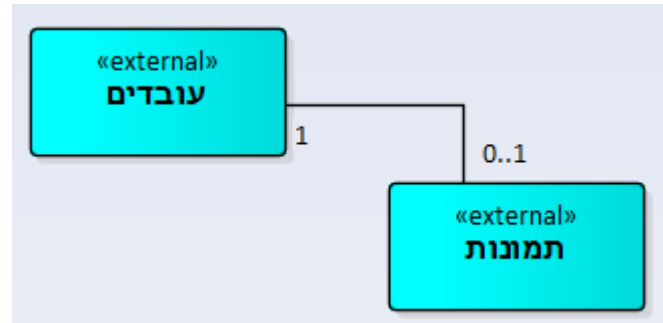 «external»
עובדים
1
0..1
«external»
תמונות